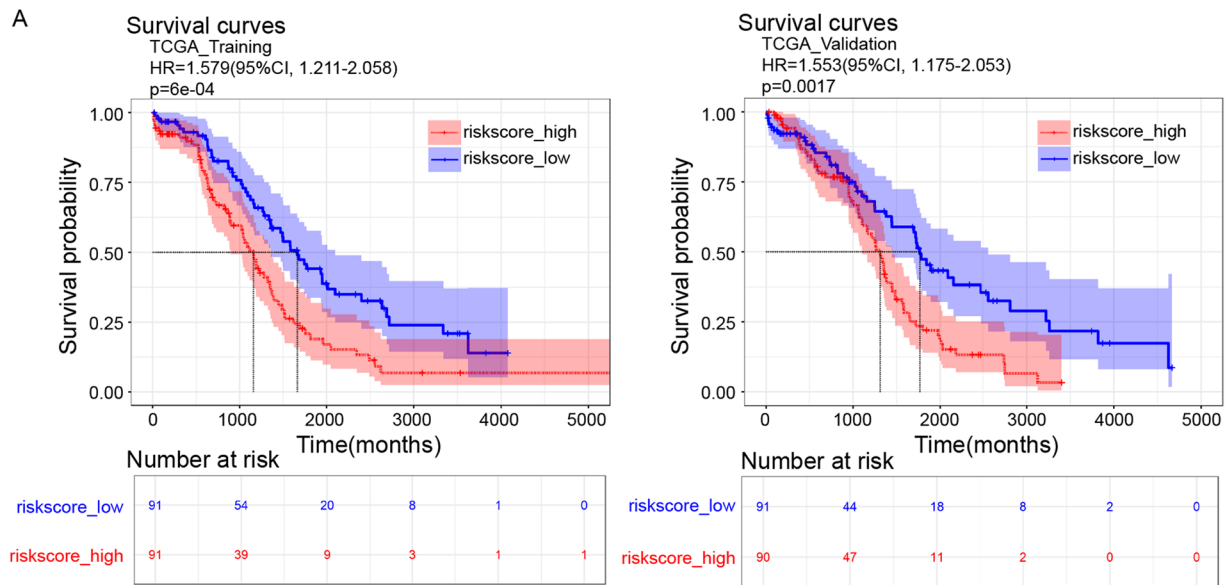 A
Survival curves
TCGA_Training
HR=1.579(95%CI, 1.211-2.058)
p=6e-04
1.00
0.75
0.50
0.25
0.00
Survival probability
riskscore_high
riskscore_low
0 1000 2000 3000 4000 5000
Time(months)
Number at risk
riskscore_low 91 54 20 8 1 0
riskscore_high 91 39 9 3 1 1
Survival curves
TCGA_Validation
HR=1.553(95%CI, 1.175-2.053)
p=0.0017
1.00
0.75
0.50
0.25
0.00
Survival probability
riskscore_high
riskscore_low
0 1000 2000 3000 4000 5000
Time(months)
Number at risk
riskscore_low 91 44 18 8 2 0
riskscore_high 90 47 11 2 0 0